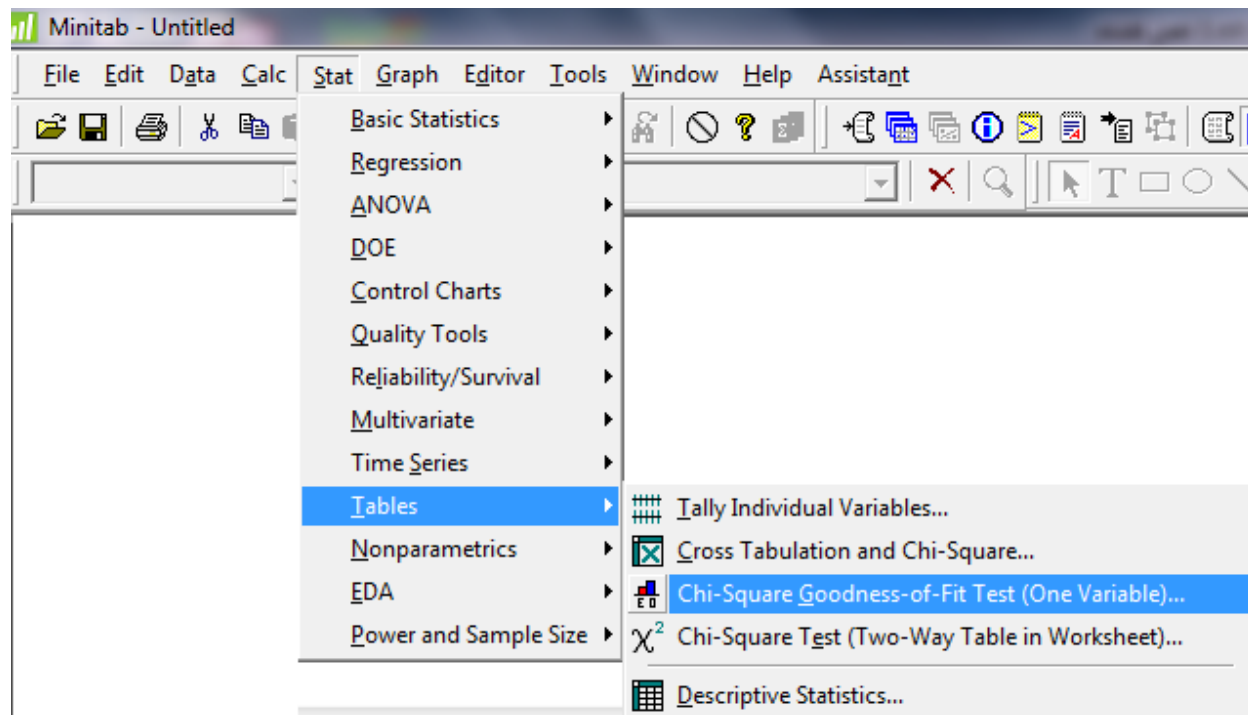 Minitab - Untitled
File Edit Data Calc Stat Graph Editor Tools Window Help Assistant
Basic Statistics
Regression
ANOVA
DOE
Control Charts
Quality Tools
Reliability/Survival
Multivariate
Time Series
Tables
Nonparametrics
EDA
Power and Sample Size
Tally Individual Variables...
Cross Tabulation and Chi-Square...
Chi-Square Goodness-of-Fit Test (One Variable)...
χ² Chi-Square Test (Two-Way Table in Worksheet)...
Descriptive Statistics...